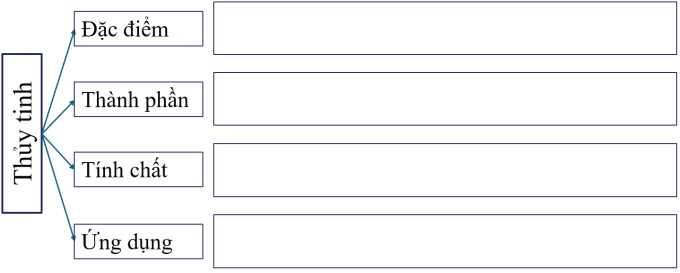 Thủy tinh
Đặc điểm
Thành phần
Tính chất
Ứng dụng